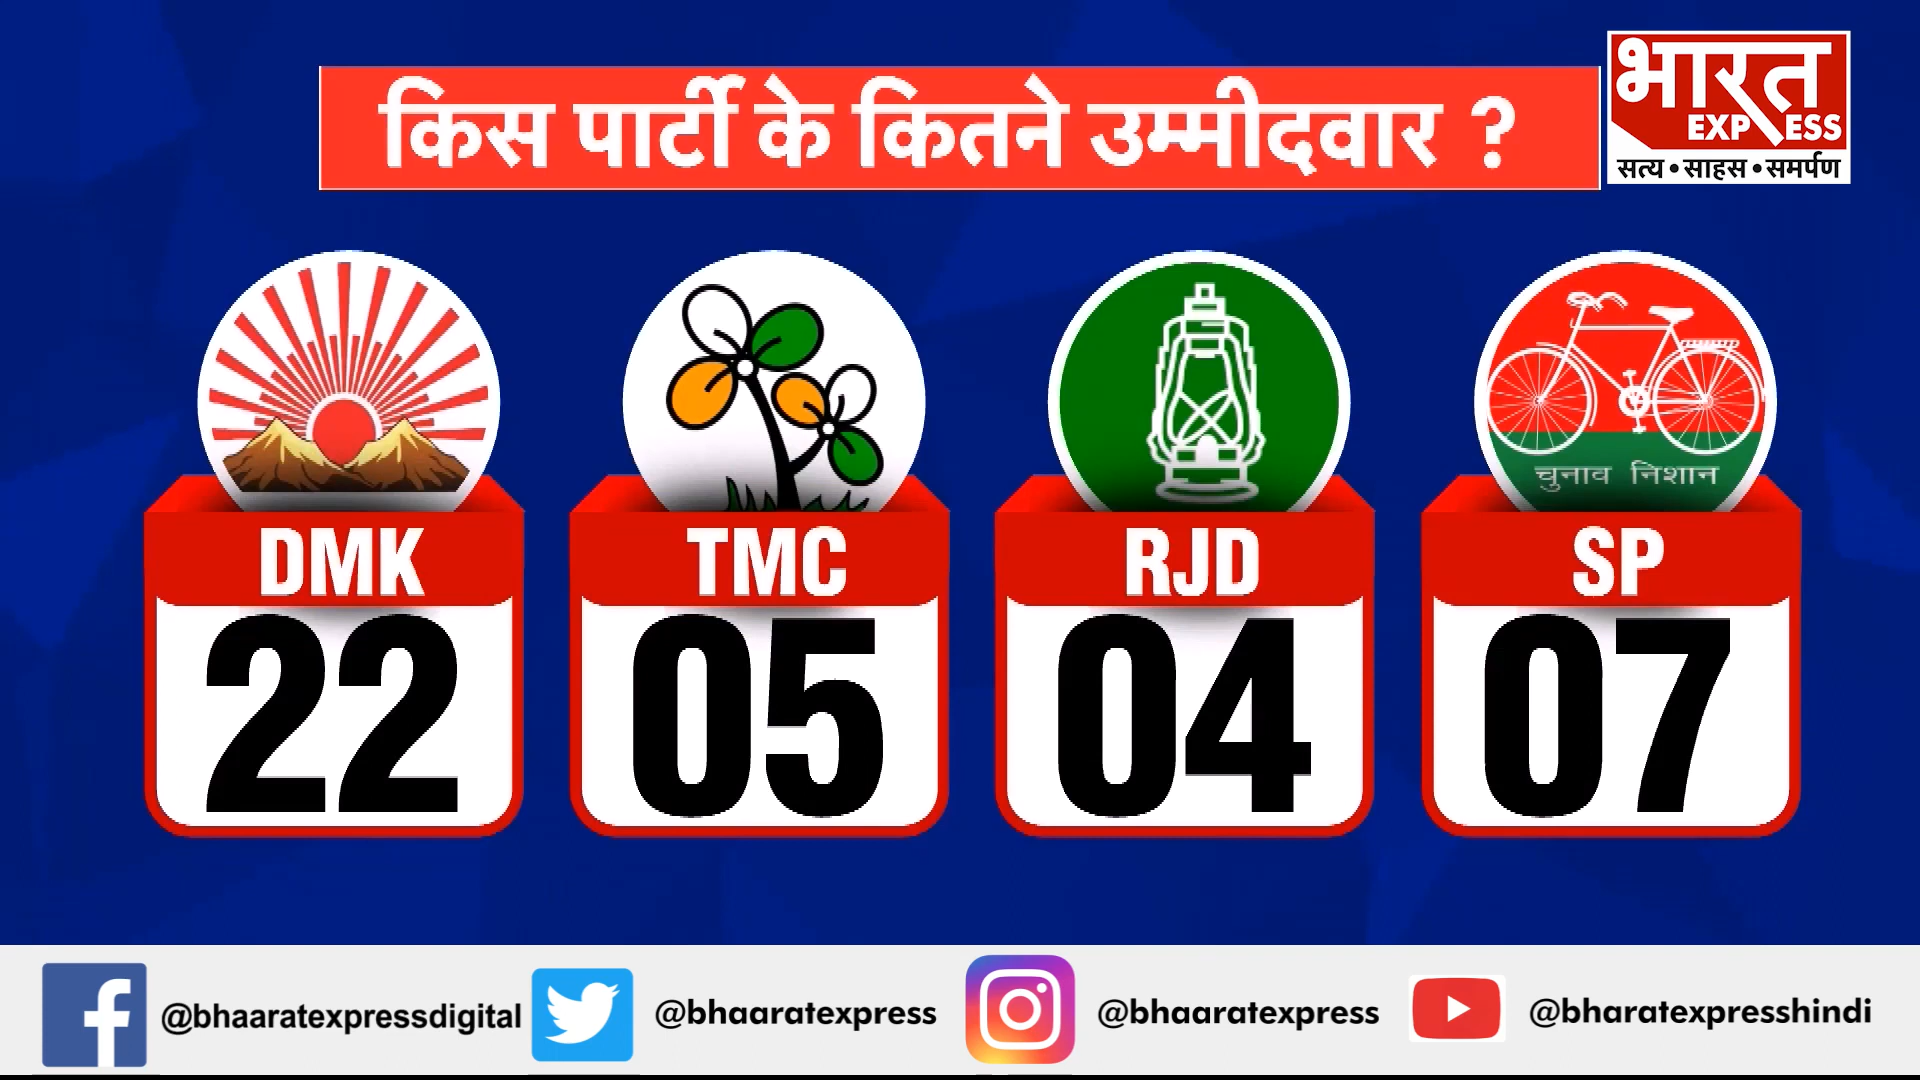 किस पार्टी के कितने उम्मीदवार ?
भारत
EXPRESS
सत्य • साहस • समर्पण
चुनाव निशान
DMK
TMC
RJD
SP
22
05
04
07
@bhaaratexpressdigital
@bhaaratexpress
@bhaaratexpress
@bhaaratexpresshindi